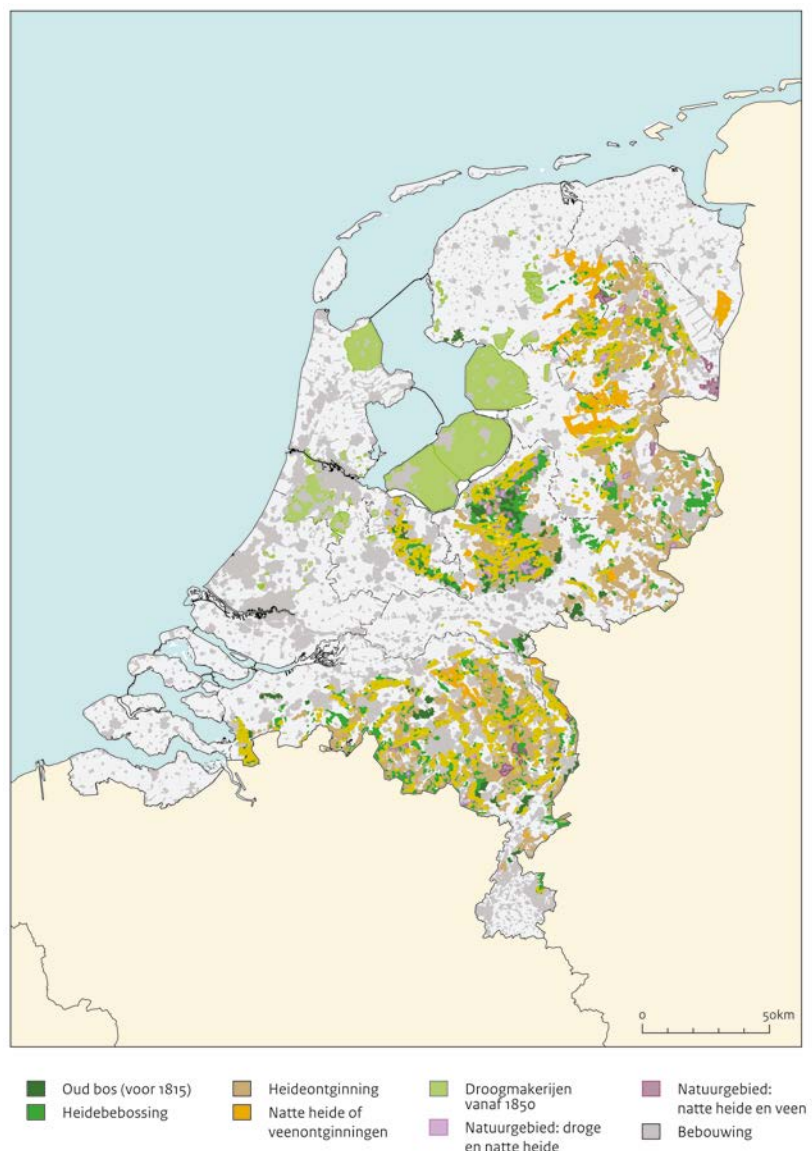 0 50km
Oud bos (voor 1815)
Heidebebossing
Heideontginning
Natte heide of
veenontginningen
Droogmakerijen
vanaf 1850
Natuurgebied: droge
en natte heide
Natuurgebied:
natte heide en veen
Bebouwing